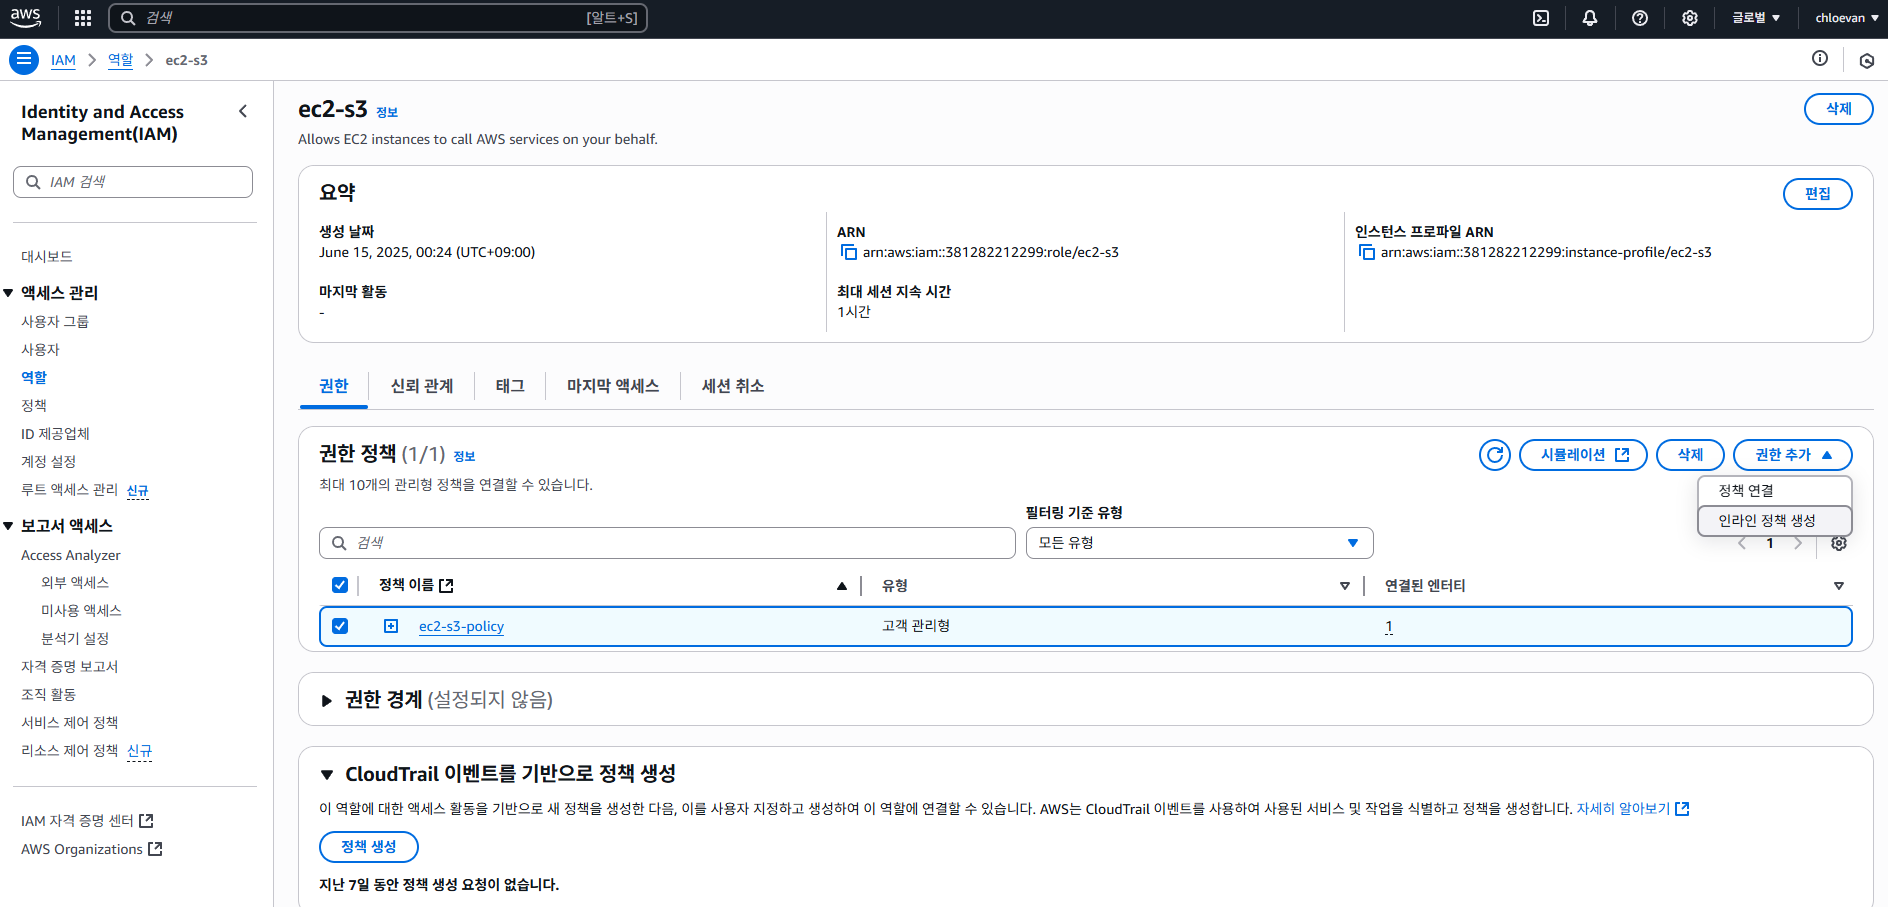 aws
검색
[알트+S]
글로벌
chloevan
IAM
역할
ec2-s3
Identity and Access
Management(IAM)
IAM 검색
대시보드
액세스 관리
사용자 그룹
사용자
역할
정책
ID 제공업체
계정 설정
루트 액세스 관리 신규
보고서 액세스
Access Analyzer
외부 액세스
미사용 액세스
분석기 설정
자격 증명 보고서
조직 활동
서비스 제어 정책
리소스 제어 정책 신규
IAM 자격 증명 센터
AWS Organizations
ec2-s3 정보
삭제
Allows EC2 instances to call AWS services on your behalf.
요약
편집
생성 날짜
June 15, 2025, 00:24 (UTC+09:00)
마지막 활동
-
ARN
arn:aws:iam::381282212299:role/ec2-s3
최대 세션 지속 시간
1시간
인스턴스 프로파일 ARN
arn:aws:iam::381282212299:instance-profile/ec2-s3
권한
신뢰 관계
태그
마지막 액세스
세션 취소
권한 정책 (1/1) 정보
시뮬레이션
삭제
권한 추가
최대 10개의 관리형 정책을 연결할 수 있습니다.
정책 연결
인라인 정책 생성
필터링 기준 유형
검색
모든 유형
1
정책 이름
유형
연결된 엔터티
ec2-s3-policy
고객 관리형
1
권한 경계 (설정되지 않음)
CloudTrail 이벤트를 기반으로 정책 생성
이 역할에 대한 액세스 활동을 기반으로 새 정책을 생성한 다음, 이를 사용자 지정하고 생성하여 이 역할에 연결할 수 있습니다. AWS는 CloudTrail 이벤트를 사용하여 사용된 서비스 및 작업을 식별하고 정책을 생성합니다. 자세히 알아보기
정책 생성
지난 7일 동안 정책 생성 요청이 없습니다.